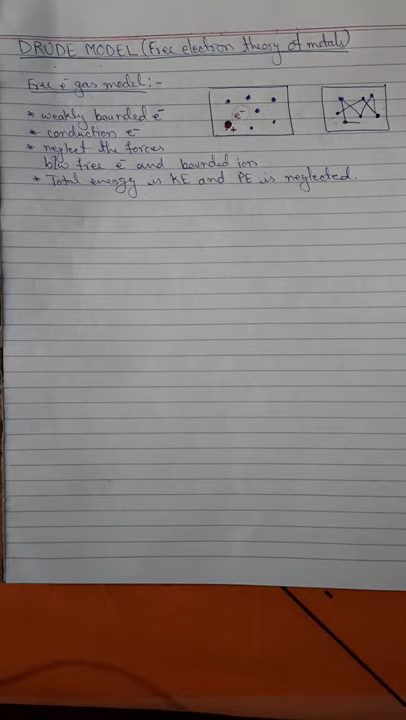 DRUDE MODEL (Free electron theory of metals)
Free e⁻ gas model:-
* weakly bounded e⁻
* conduction e⁻
* neglect the forces
b/w free e⁻ and bounded ion
* Total energy is KE and PE is neglected.
e⁻
+